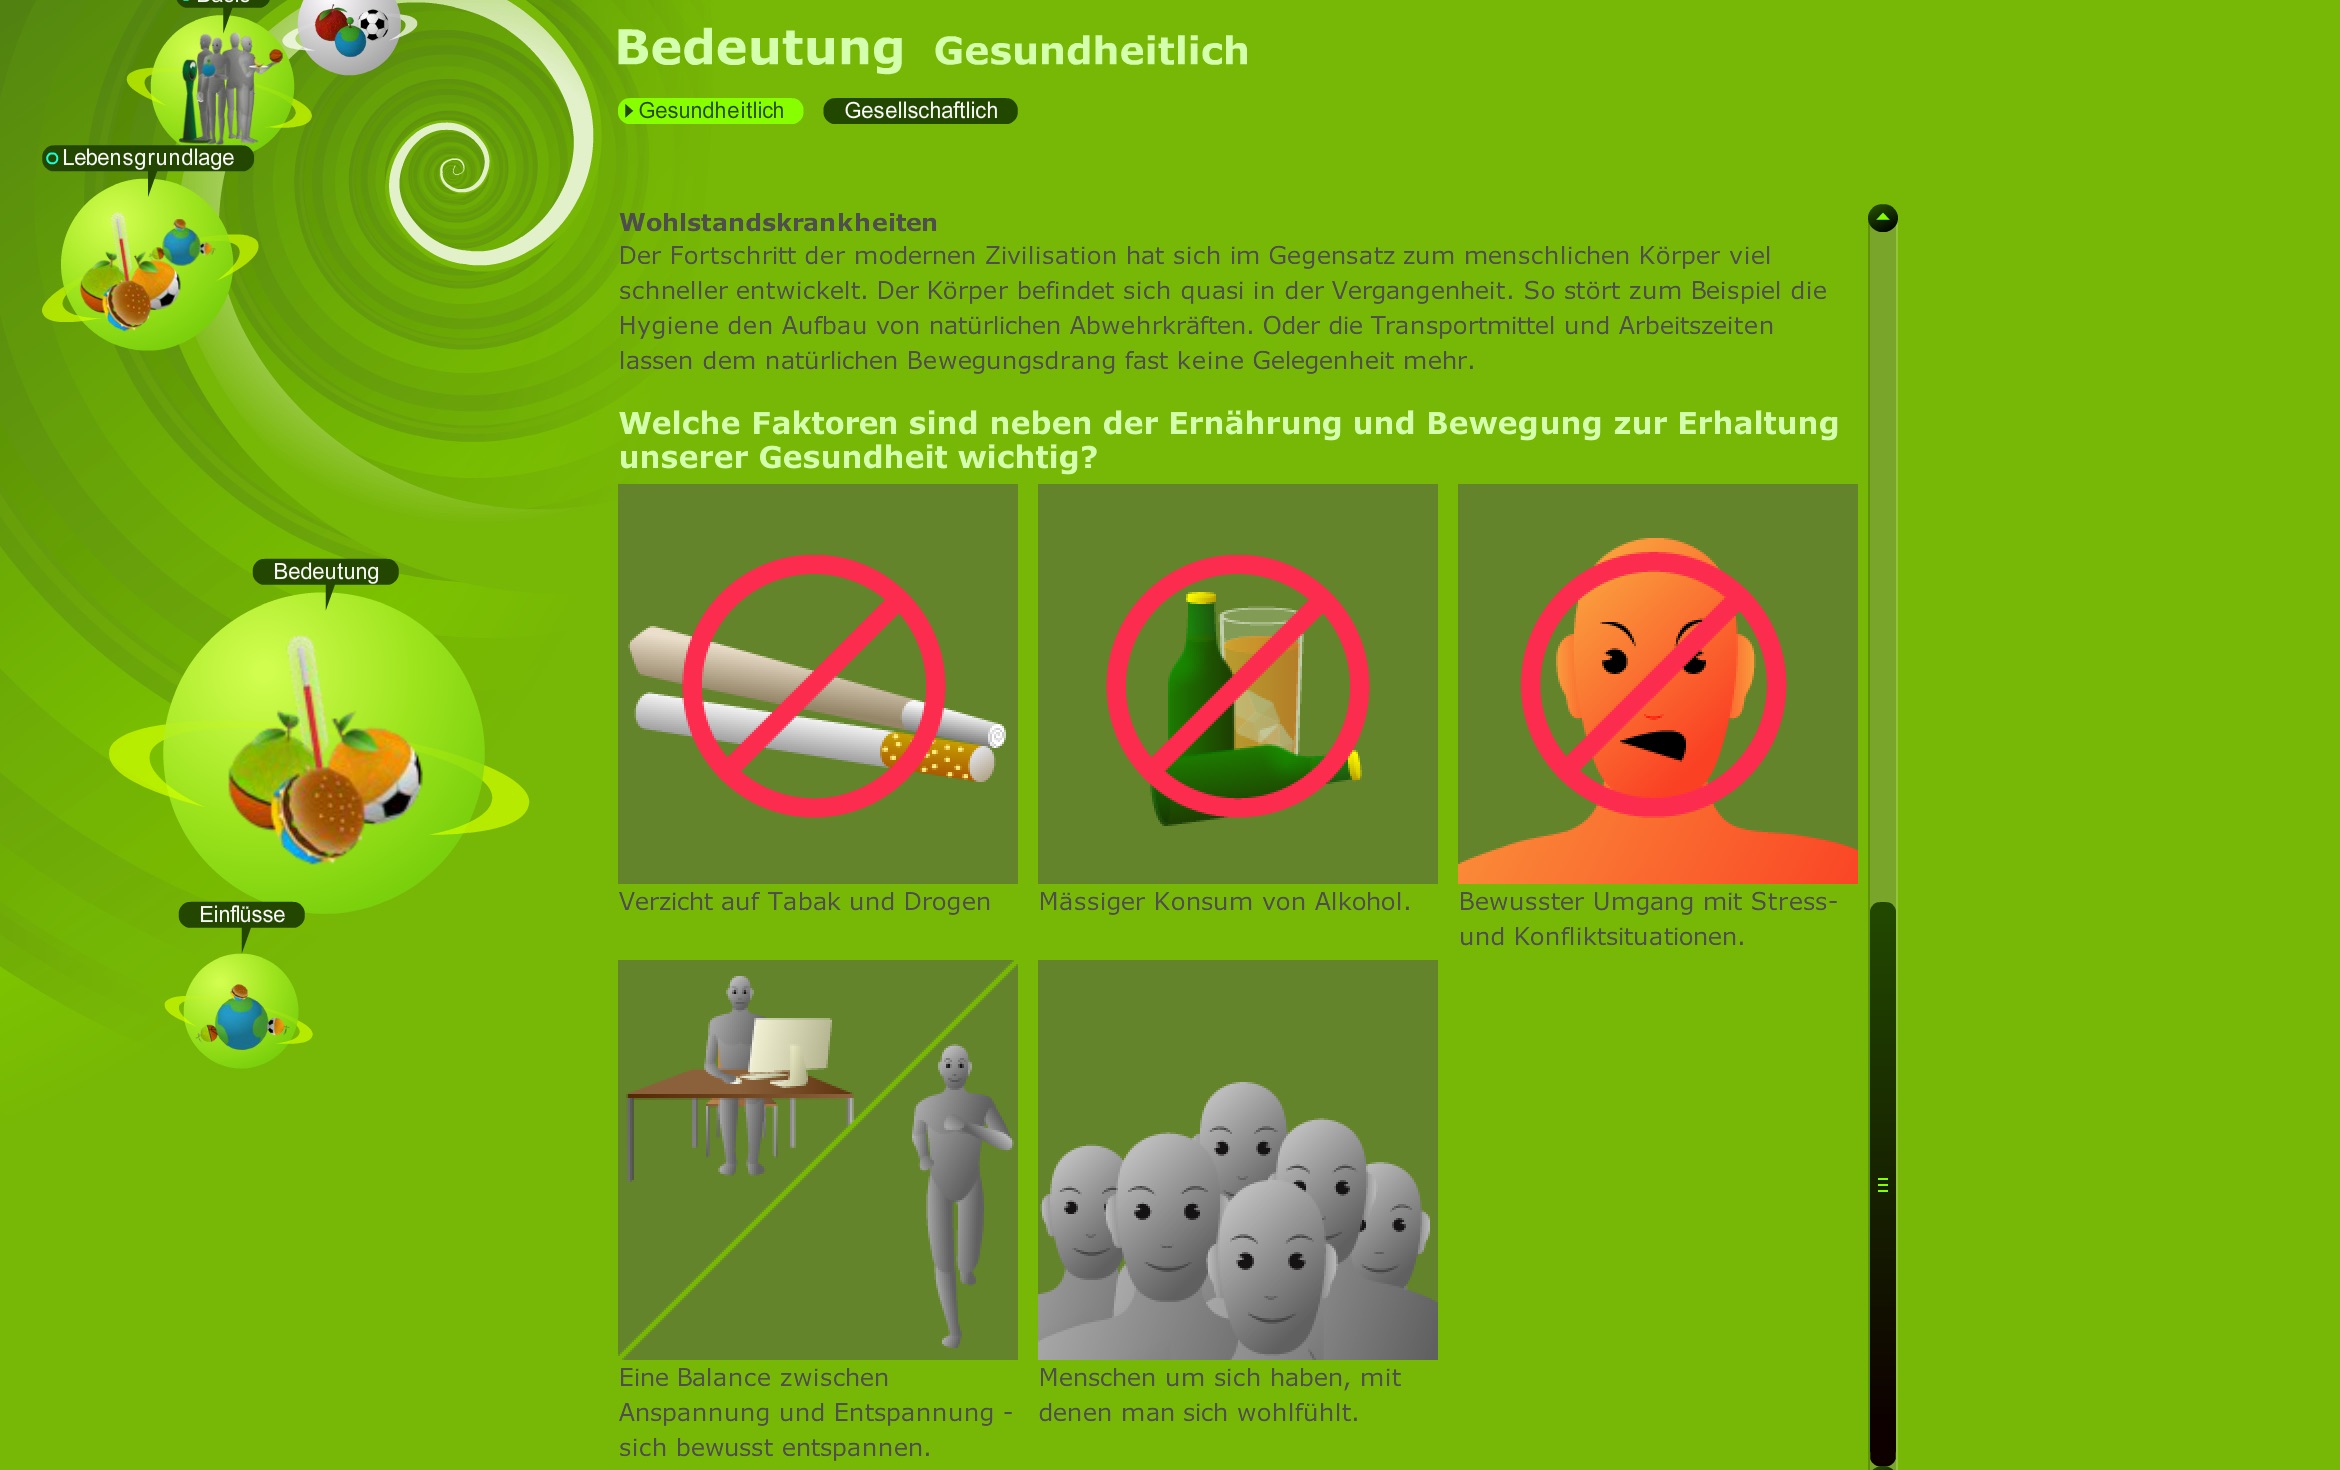 Bedeutung Gesundheitlich
Gesundheitlich
Gesellschaftlich
Lebensgrundlage
Bedeutung
Einflüsse
Wohlstandskrankheiten
Der Fortschritt der modernen Zivilisation hat sich im Gegensatz zum menschlichen Körper viel
schneller entwickelt. Der Körper befindet sich quasi in der Vergangenheit. So stört zum Beispiel die
Hygiene den Aufbau von natürlichen Abwehrkräften. Oder die Transportmittel und Arbeitszeiten
lassen dem natürlichen Bewegungsdrang fast keine Gelegenheit mehr.
Welche Faktoren sind neben der Ernährung und Bewegung zur Erhaltung
unserer Gesundheit wichtig?
Verzicht auf Tabak und Drogen
Mässiger Konsum von Alkohol.
Bewusster Umgang mit Stress-
und Konfliktsituationen.
Eine Balance zwischen
Anspannung und Entspannung -
sich bewusst entspannen.
Menschen um sich haben, mit
denen man sich wohlfühlt.